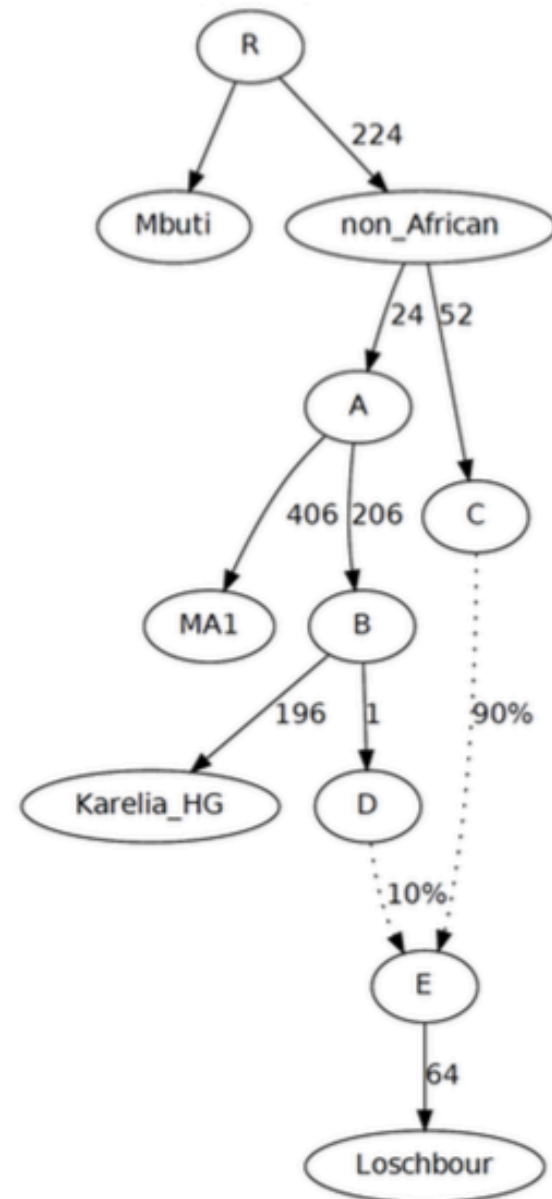 R
224
Mbuti
non_African
24
52
A
C
406
206
MA1
B
196
1
90%
Karelia_HG
D
10%
E
64
Loschbour